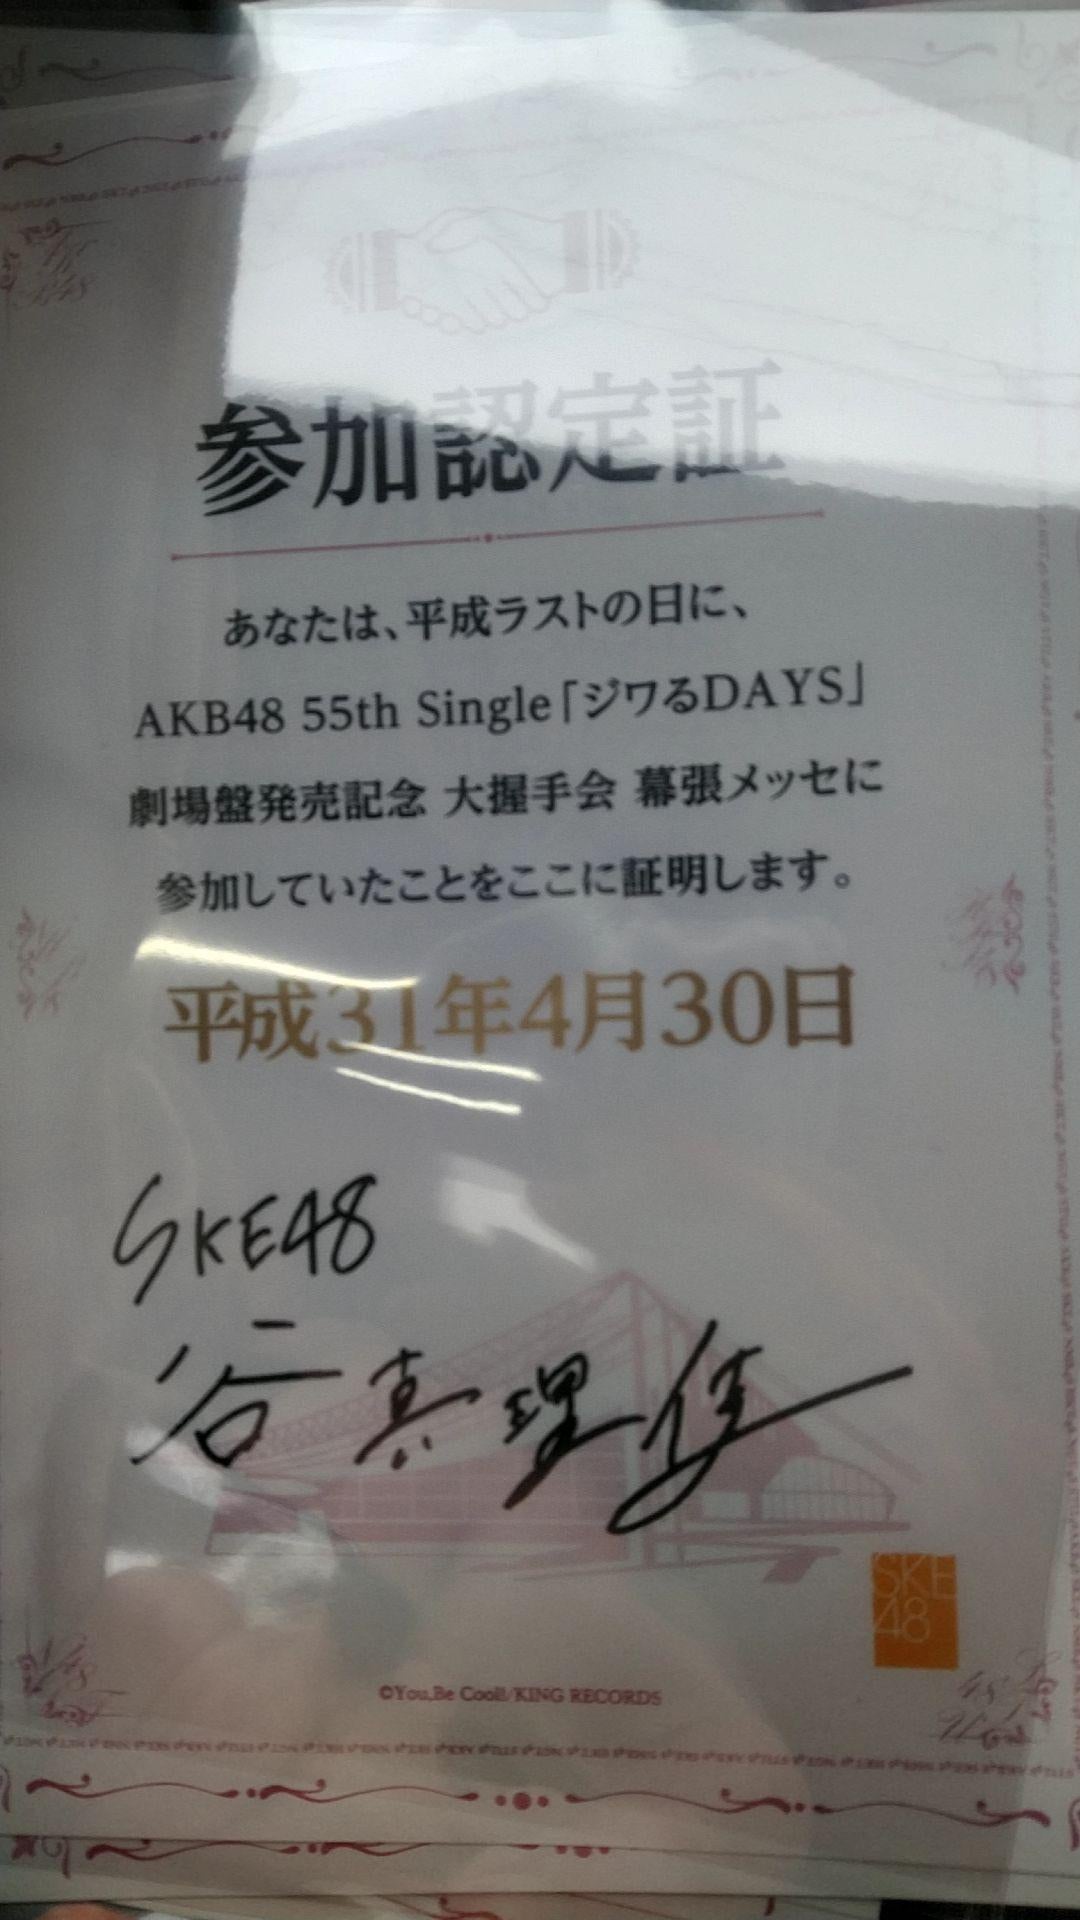 参加認定証
あなたは、平成ラストの日に、
AKB48 55th Single「ジワるDAYS」
劇場盤発売記念 大握手会 幕張メッセに
参加していたことをここに証明します。
平成31年4月30日
SKE48
谷真理佳
SKE
48
©You,Be Cool!/KING RECORDS